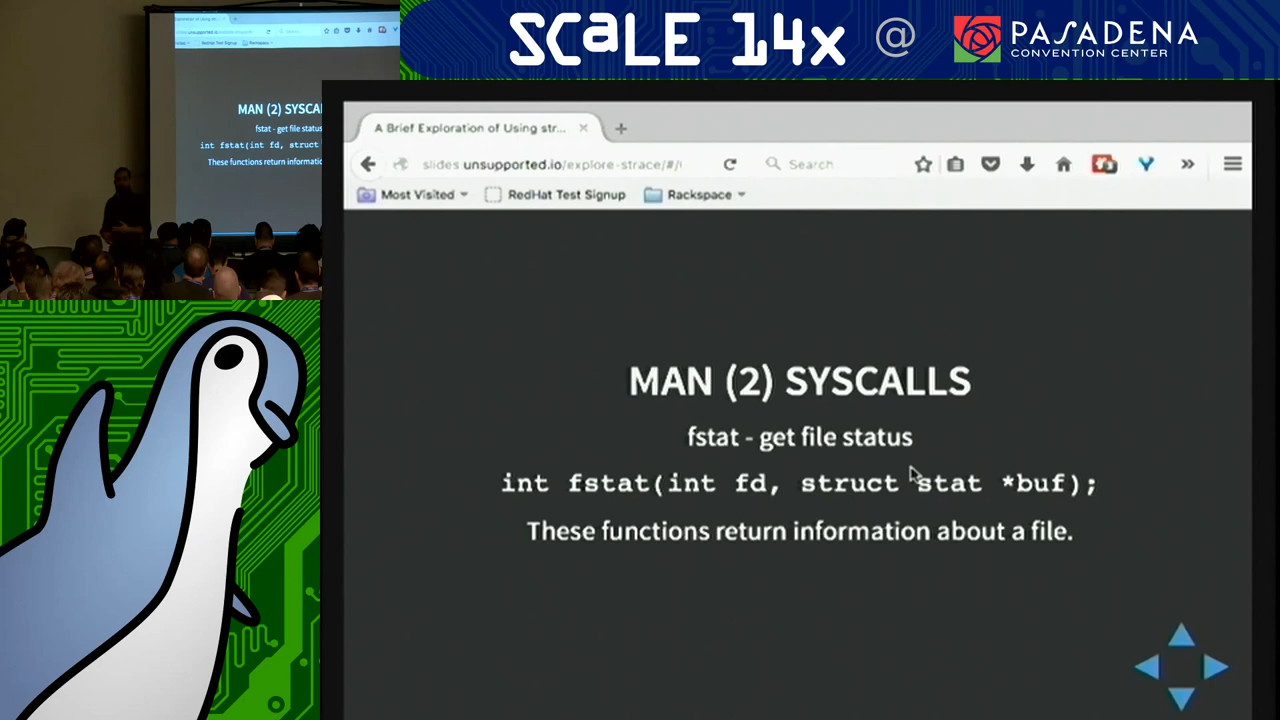 SCaLE 14x @ PASADENA
CONVENTION CENTER
MAN (2) SYSCA
fstat - get file status
int fstat(int fd, struct
These functions return informatio
A Brief Exploration of Using str...
slides.unsupported.io/explore-strace/#/
Search
Most Visited
RedHat Test Signup
Rackspace
MAN (2) SYSCALLS
fstat - get file status
int fstat(int fd, struct stat *buf);
These functions return information about a file.